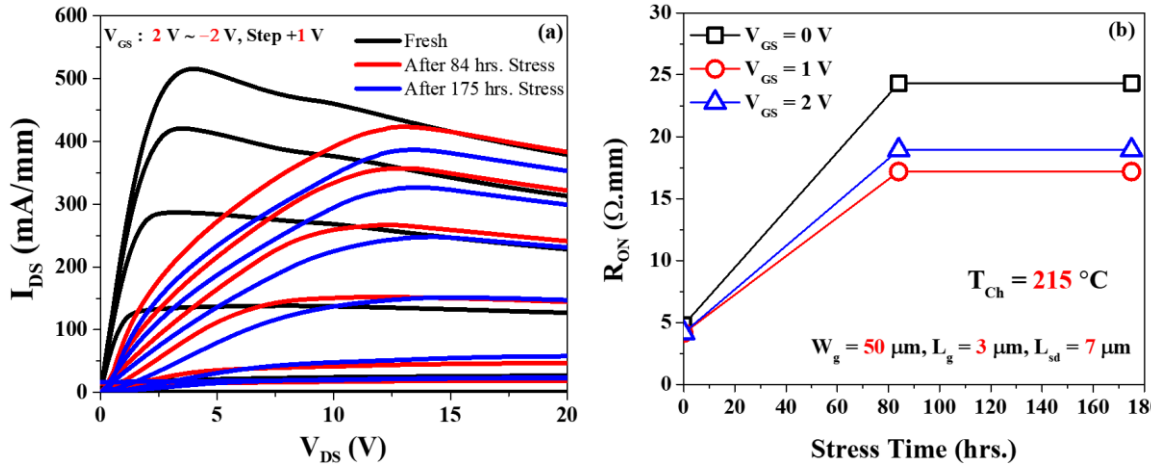 (a)
V_GS : 2 V ~ −2 V, Step +1 V
Fresh
After 84 hrs. Stress
After 175 hrs. Stress
600
500
400
300
200
100
0
I_DS (mA/mm)
0 5 10 15 20
V_DS (V)
(b)
V_GS = 0 V
V_GS = 1 V
V_GS = 2 V
30
25
20
15
10
5
0
R_ON (Ω.mm)
T_Ch = 215 °C
W_g = 50 μm, L_g = 3 μm, L_sd = 7 μm
0 20 40 60 80 100 120 140 160 180
Stress Time (hrs.)